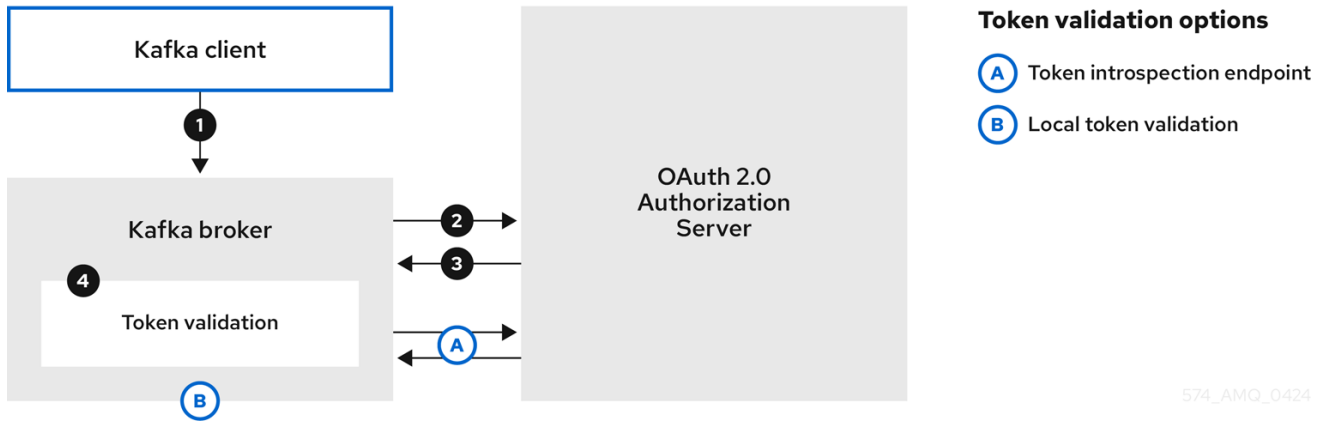 Kafka client
1
Kafka broker
2
3
4
Token validation
A
B
OAuth 2.0
Authorization
Server
Token validation options
A Token introspection endpoint
B Local token validation
574_AMQ_0424